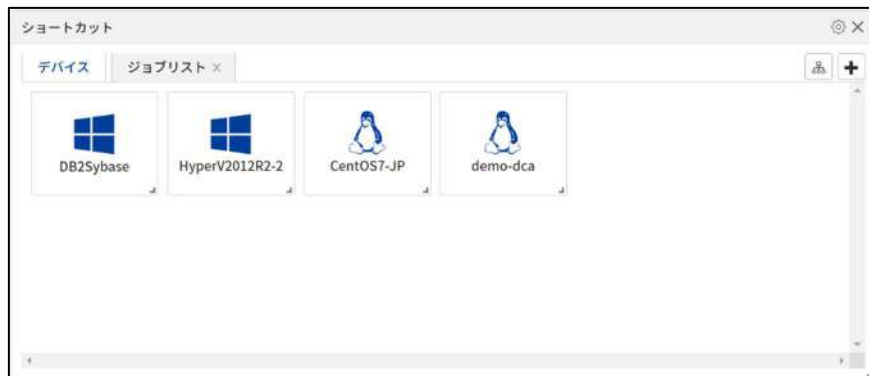 ショートカット
デバイス ジョブリスト
DB2Sybase HyperV2012R2-2 CentOS7-JP demo-dca